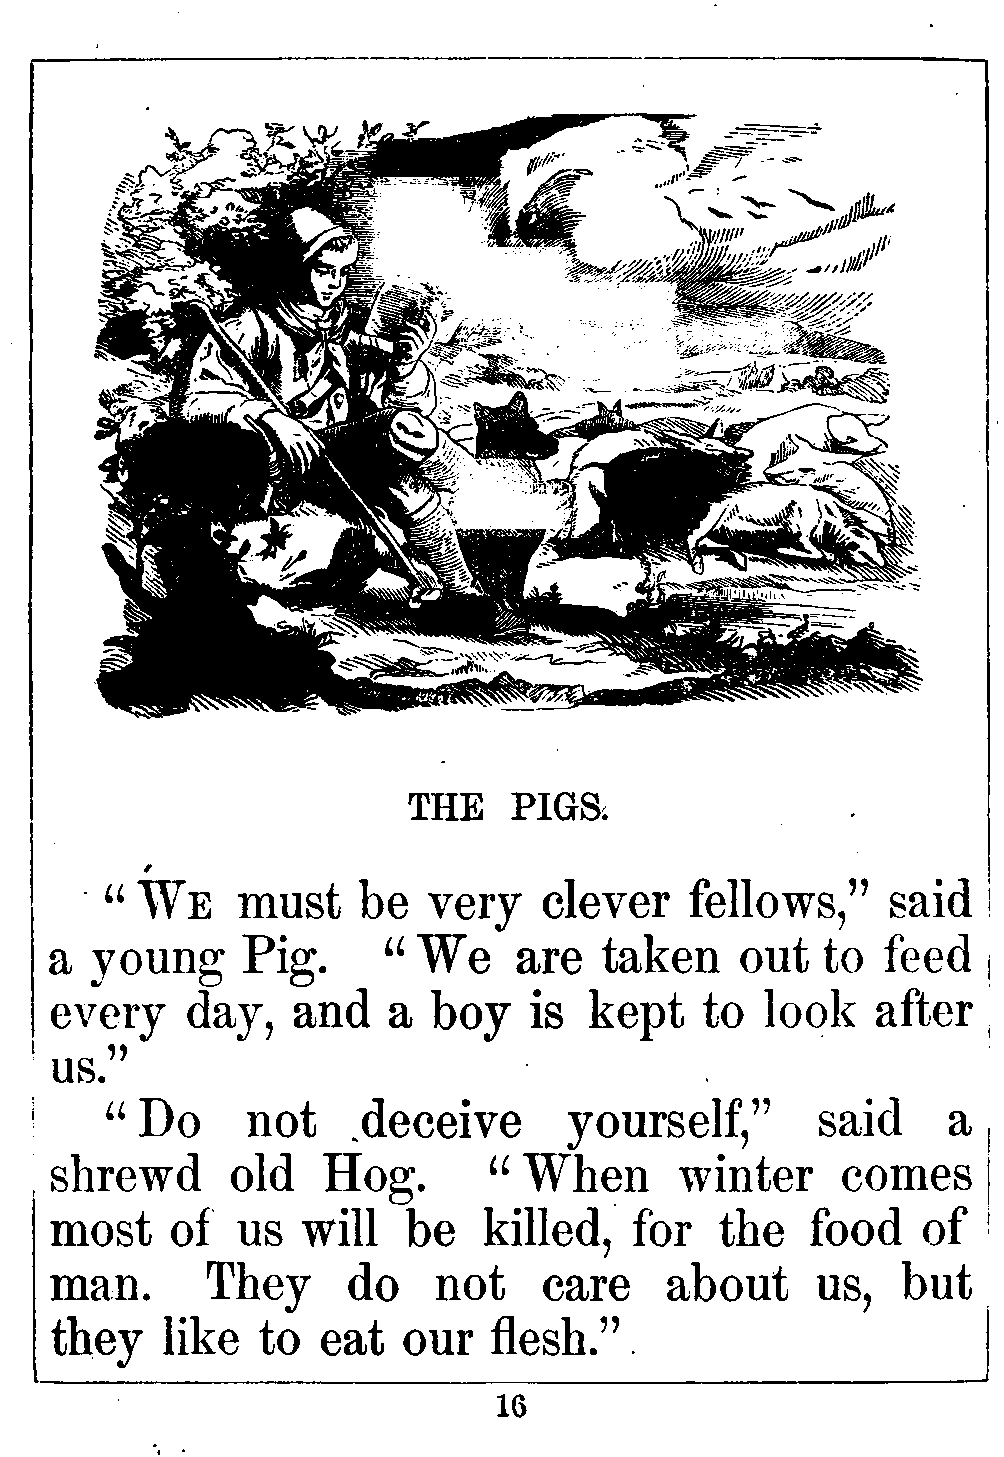 THE PIGS.
“WE must be very clever fellows,” said
a young Pig. “We are taken out to feed
every day, and a boy is kept to look after
us.”
“Do not deceive yourself,” said a
shrewd old Hog. “When winter comes
most of us will be killed, for the food of
man. They do not care about us, but
they like to eat our flesh.”
16